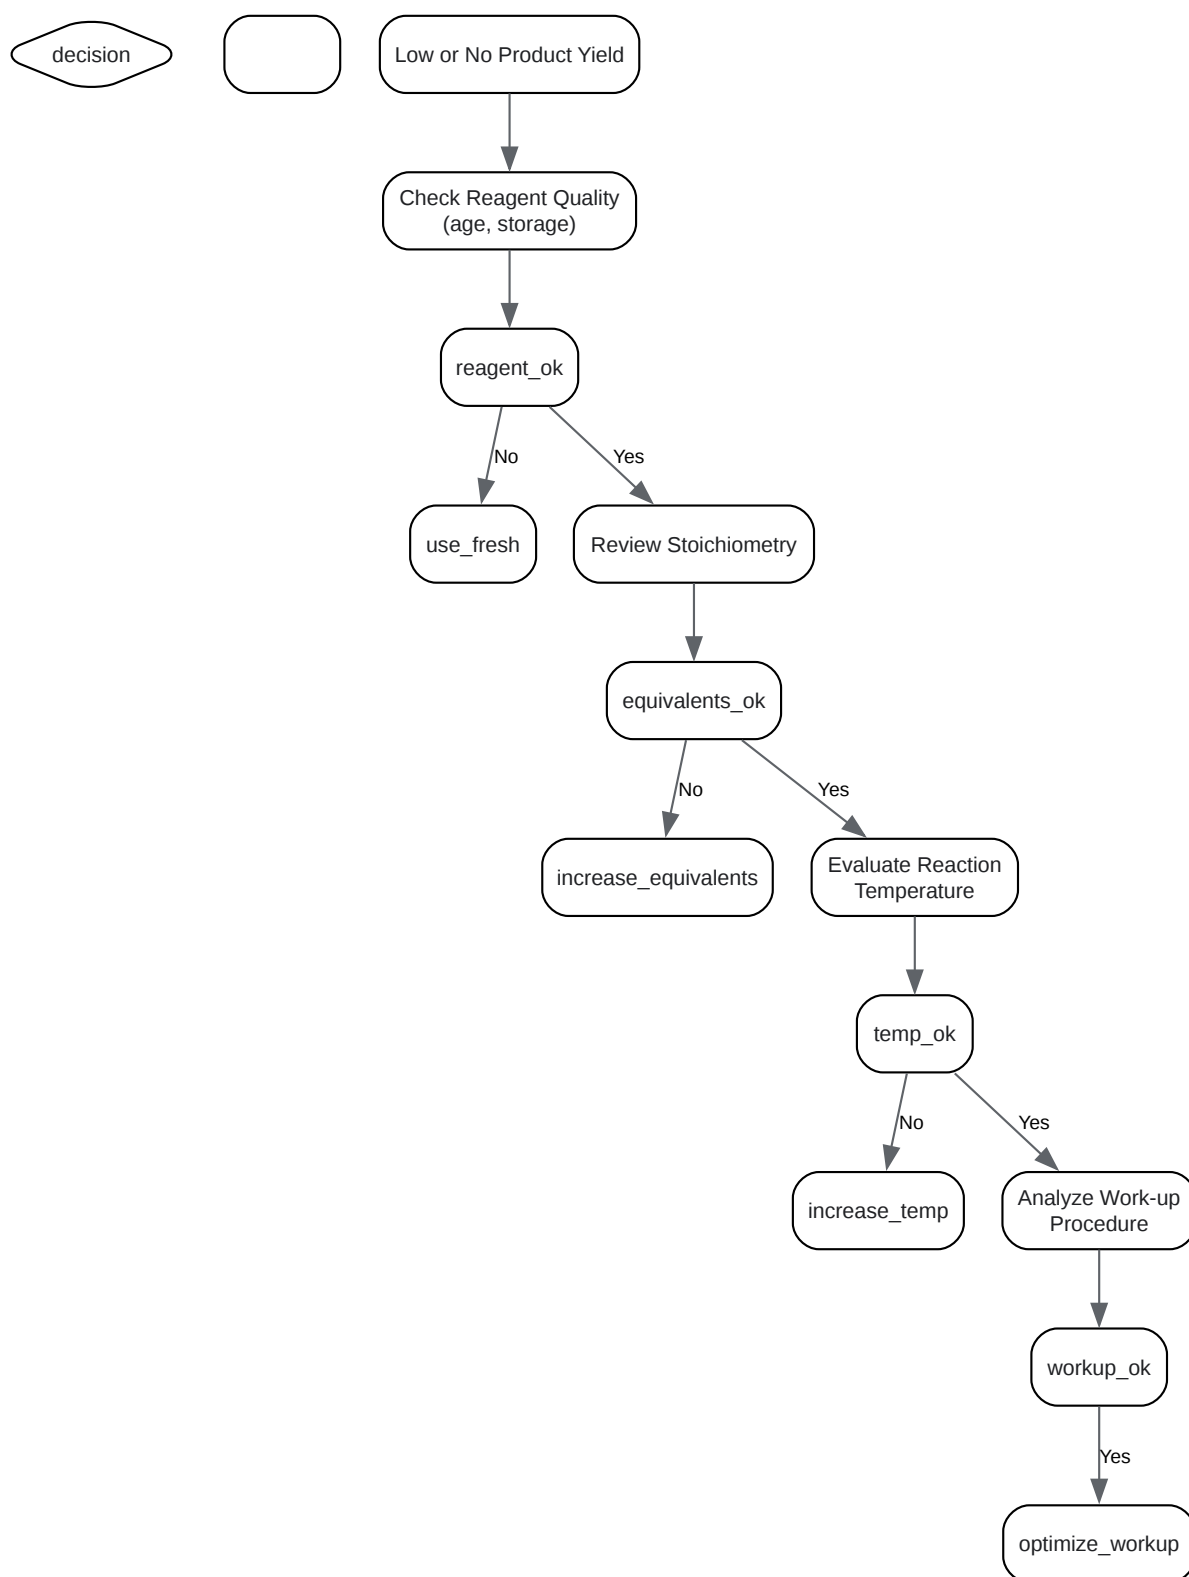 decision
Low or No Product Yield
Check Reagent Quality
(age, storage)
reagent_ok
No
Yes
use_fresh
Review Stoichiometry
equivalents_ok
No
Yes
increase_equivalents
Evaluate Reaction
Temperature
temp_ok
No
Yes
increase_temp
Analyze Work-up
Procedure
workup_ok
Yes
optimize_workup